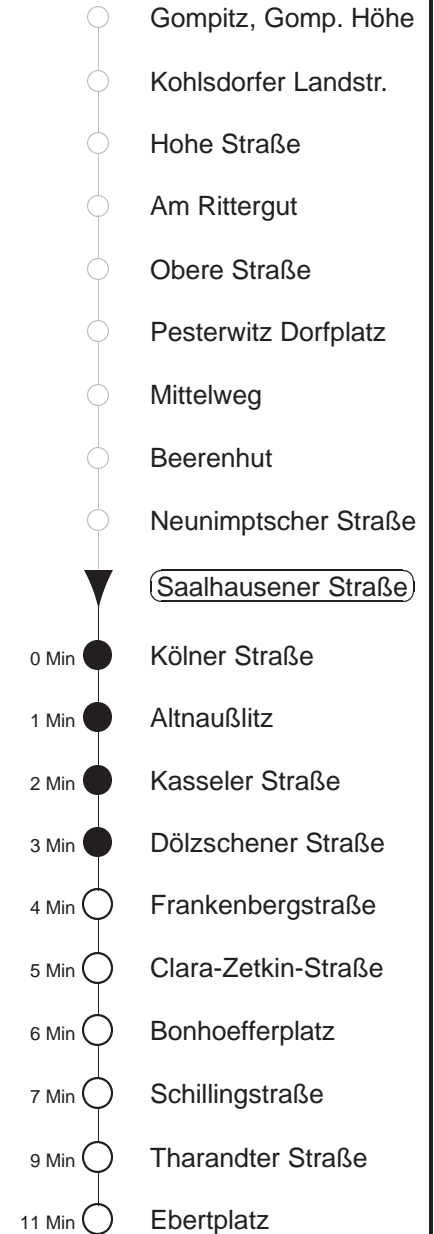 Gompitz, Gomp. Höhe
Kohlsdorfer Landstr.
Hohe Straße
Am Rittergut
Obere Straße
Pesterwitz Dorfplatz
Mittelweg
Beerenhut
Neunimptscher Straße
Saalhausener Straße
0 Min Kölner Straße
1 Min Altnaußlitz
2 Min Kasseler Straße
3 Min Dölzschener Straße
4 Min Frankenbergstraße
5 Min Clara-Zetkin-Straße
6 Min Bonhoefferplatz
7 Min Schillingstraße
9 Min Tharandter Straße
11 Min Ebertplatz